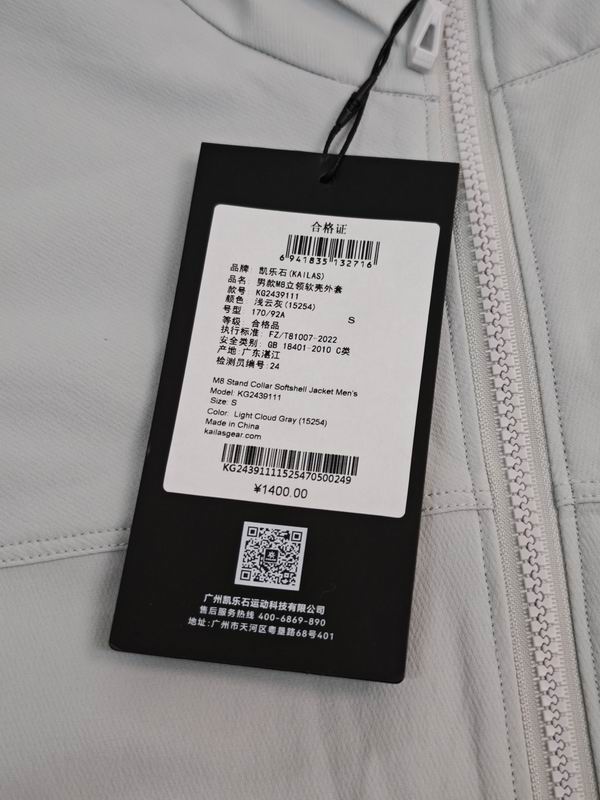 合格证
6 941835 132716
品牌: 凯乐石(KAILAS)
品名: 男款M8立领软壳外套
款号: KG2439111
颜色: 浅云灰(15254)
号型: 170/92A S
等级: 合格品
执行标准: FZ/T81007-2022
安全类别: GB 18401-2010 C类
产地: 广东湛江
检测员编号:24
M8 Stand Collar Softshell Jacket Men's
Model: KG2439111
Size: S
Color: Light Cloud Gray (15254)
Made in China
kailasgear.com
KG24391111525470500249
¥1400.00
广州凯乐石运动科技有限公司
售后服务热线 400-6869-890
地址:广州市天河区粤垦路68号401